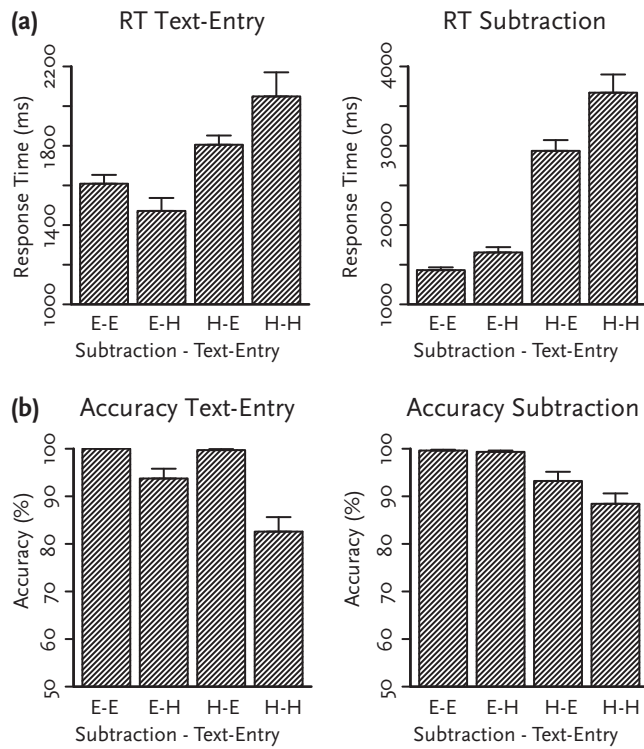 (a) RT Text-Entry
Response Time (ms)
1000 1400 1800 2200
E-E E-H H-E H-H
Subtraction - Text-Entry
RT Subtraction
Response Time (ms)
1000 2000 3000 4000
E-E E-H H-E H-H
Subtraction - Text-Entry
(b) Accuracy Text-Entry
Accuracy (%)
50 60 70 80 90 100
E-E E-H H-E H-H
Subtraction - Text-Entry
Accuracy Subtraction
Accuracy (%)
50 60 70 80 90 100
E-E E-H H-E H-H
Subtraction - Text-Entry